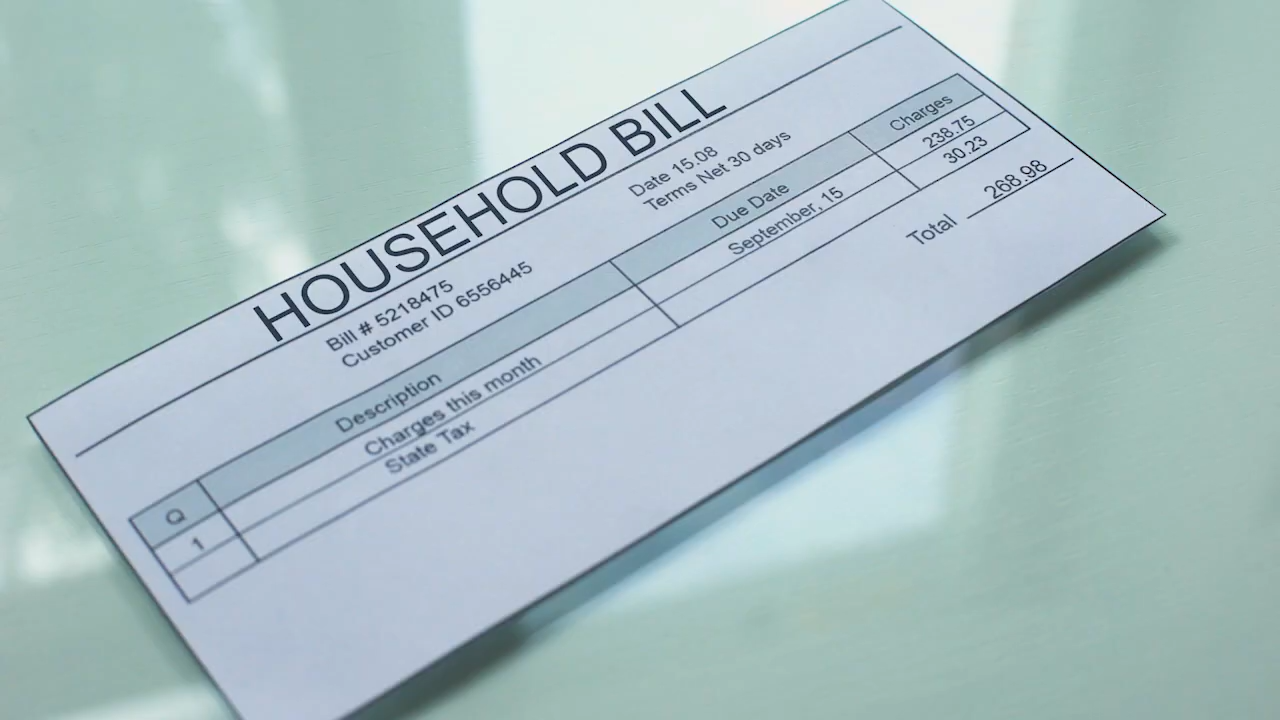 HOUSEHOLD BILL
Bill # 5218475
Customer ID 6556445
Date 15.08
Terms Net 30 days
Q Description Due Date Charges
1 Charges this month September, 15 238.75
State Tax 30.23
Total 268.98